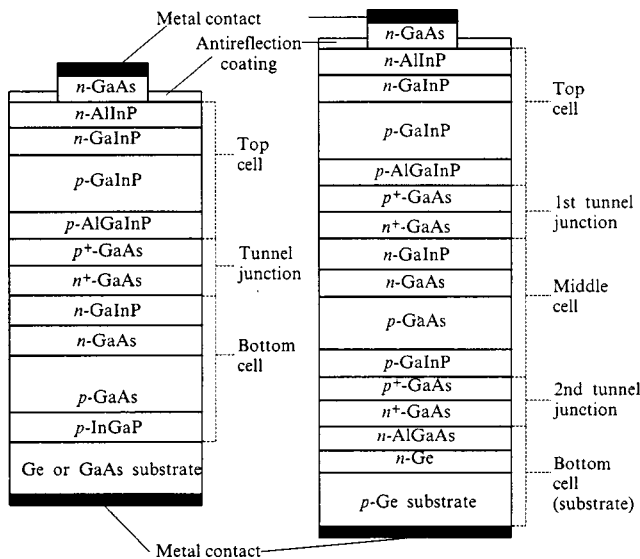 Metal contact
Antireflection
coating
n-GaAs
n-AlInP
n-GaInP
p-GaInP
p-AlGaInP
p+-GaAs
n+-GaAs
n-GaInP
n-GaAs
p-GaAs
p-InGaP
Ge or GaAs substrate
Top
cell
Tunnel
junction
Bottom
cell
n-GaAs
n-AlInP
n-GaInP
p-GaInP
p-AlGaInP
p+-GaAs
n+-GaAs
n-GaInP
n-GaAs
p-GaAs
p-GaInP
p+-GaAs
n+-GaAs
n-AlGaAs
n-Ge
p-Ge substrate
Top
cell
1st tunnel
junction
Middle
cell
2nd tunnel
junction
Bottom
cell
(substrate)
Metal contact